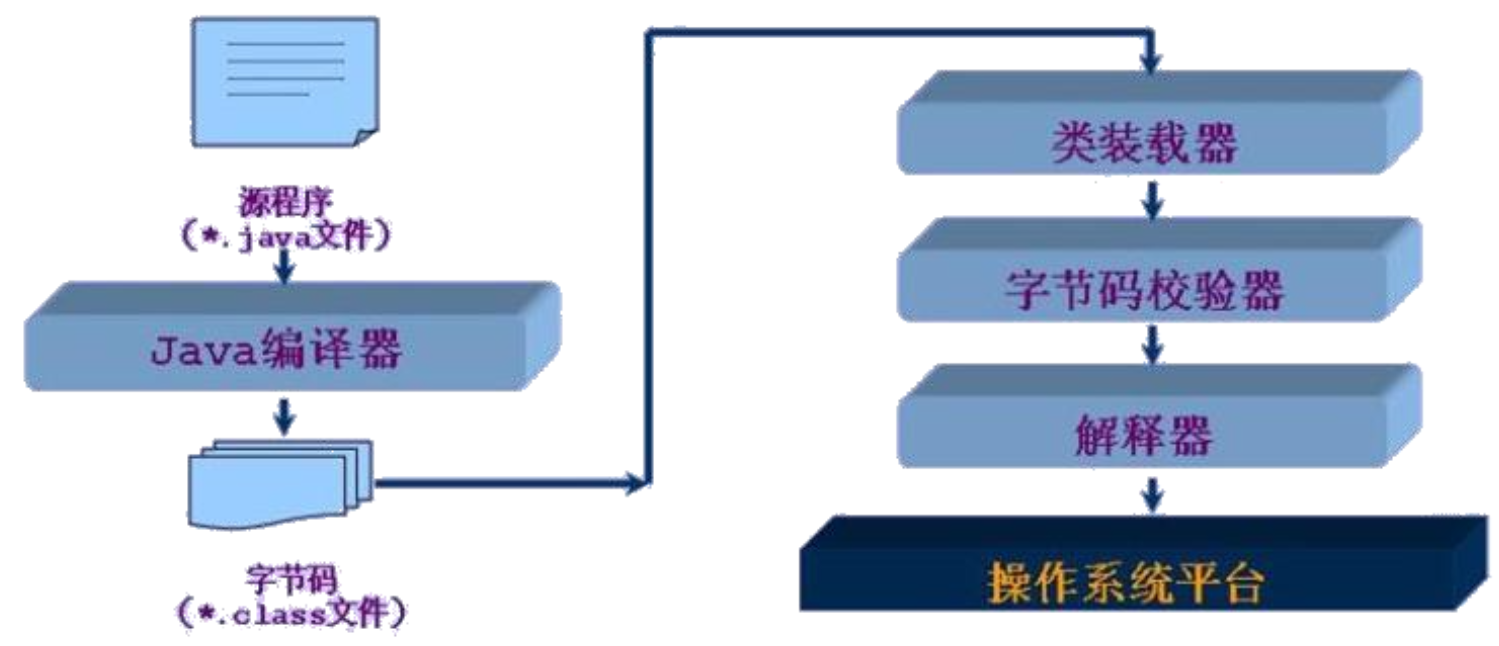 源程序
(*.java文件)
Java编译器
字节码
(*.class文件)
类装载器
字节码校验器
解释器
操作系统平台